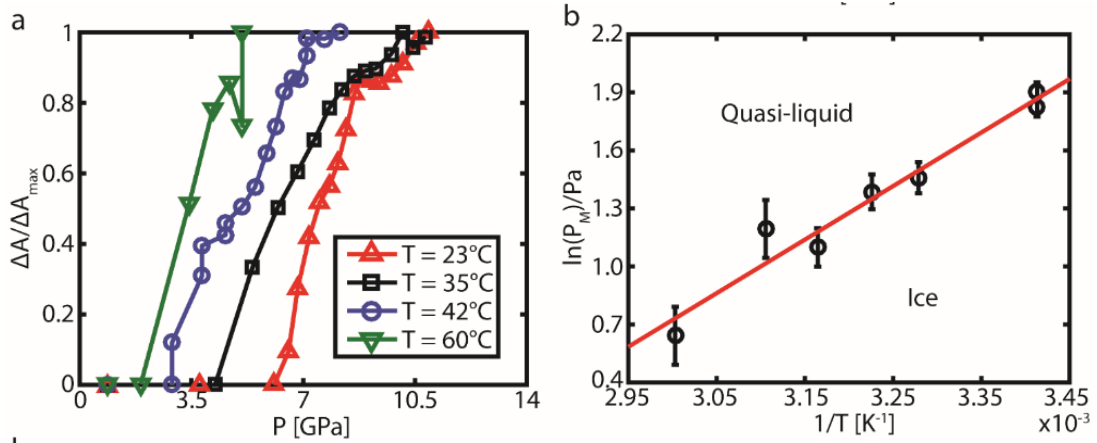 a
1
0.8
0.6
0.4
0.2
0
ΔA/ΔA_max
T = 23°C
T = 35°C
T = 42°C
T = 60°C
0 3.5 7 10.5 14
P [GPa]
b
2.2
1.9
1.6
1.3
1.0
0.7
0.4
ln(P_M)/Pa
Quasi-liquid
Ice
2.95 3.05 3.15 3.25 3.35 3.45
1/T [K⁻¹] x10⁻³